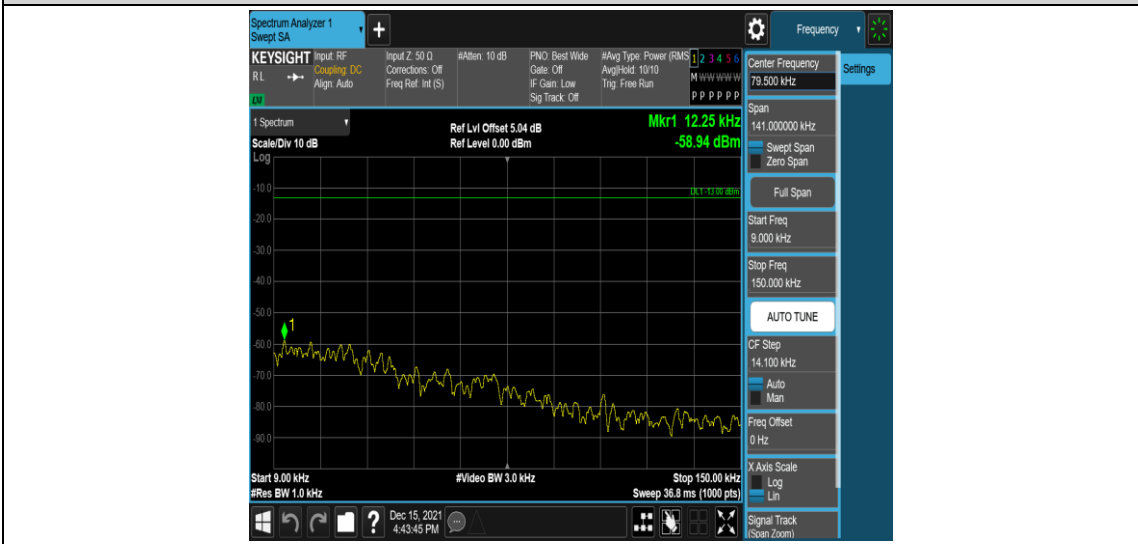 Spectrum Analyzer 1
Swept SA
+
Frequency
KEYSIGHT
RL
LXI
Input: RF
Coupling: DC
Align: Auto
Input Z: 50 Ω
Corrections: Off
Freq Ref: Int (S)
#Atten: 10 dB
PNO: Best Wide
Gate: Off
IF Gain: Low
Sig Track: Off
#Avg Type: Power (RMS
Avg|Hold: 10/10
Trig: Free Run
1 2 3 4 5 6
M W W W W W
P P P P P P
1 Spectrum
Scale/Div 10 dB
Log
Ref Lvl Offset 5.04 dB
Ref Level 0.00 dBm
Mkr1 12.25 kHz
-58.94 dBm
DL1 -13.00 dBm
-10.0
-20.0
-30.0
-40.0
-50.0
-60.0
-70.0
-80.0
-90.0
1
Start 9.00 kHz
#Res BW 1.0 kHz
#Video BW 3.0 kHz
Stop 150.00 kHz
Sweep 36.8 ms (1000 pts)
?
Dec 15, 2021
4:43:45 PM
Center Frequency
79.500 kHz
Settings
Span
141.000000 kHz
Swept Span
Zero Span
Full Span
Start Freq
9.000 kHz
Stop Freq
150.000 kHz
AUTO TUNE
CF Step
14.100 kHz
Auto
Man
Freq Offset
0 Hz
X Axis Scale
Log
Lin
Signal Track
(Span Zoom)